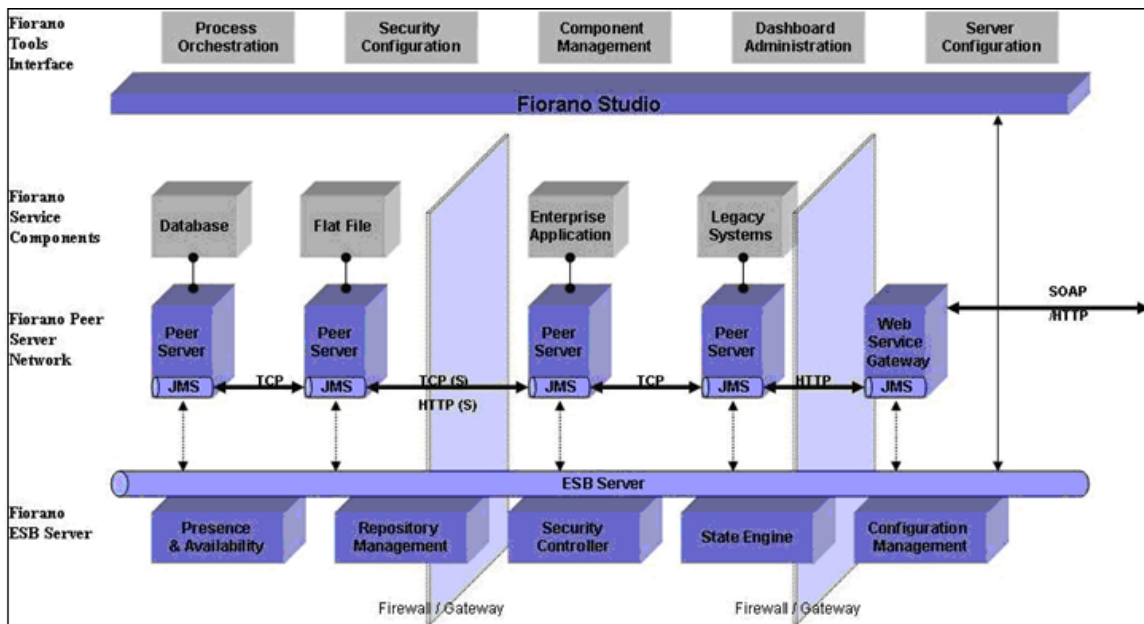 Fiorano
Tools
Interface
Process
Orchestration
Security
Configuration
Component
Management
Dashboard
Administration
Server
Configuration
Fiorano Studio
Fiorano
Service
Components
Database
Flat File
Enterprise
Application
Legacy
Systems
Fiorano Peer
Server
Network
Peer
Server
JMS
TCP
Peer
Server
JMS
TCP (S)
HTTP (S)
Peer
Server
JMS
TCP
Peer
Server
JMS
HTTP
Web
Service
Gateway
JMS
SOAP
/HTTP
ESB Server
Fiorano
ESB Server
Presence
& Availability
Repository
Management
Security
Controller
State Engine
Configuration
Management
Firewall / Gateway
Firewall / Gateway